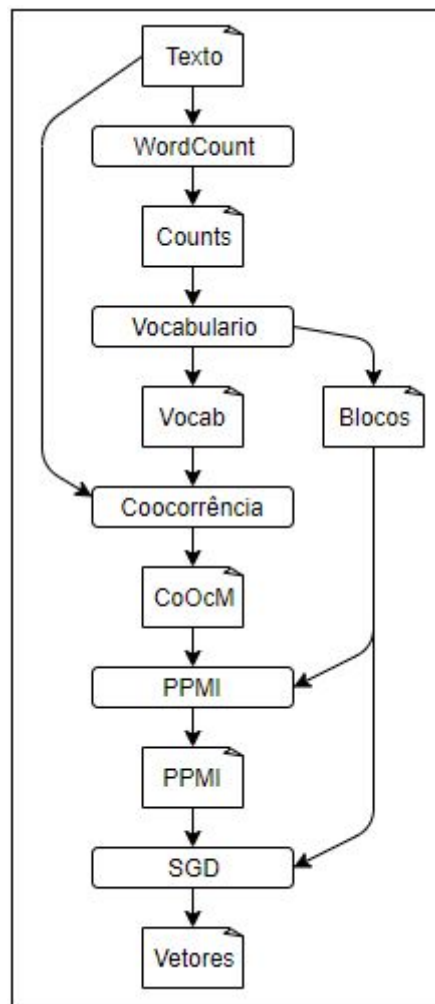 Texto
WordCount
Counts
Vocabulario
Vocab
Blocos
Coocorrência
CoOcM
PPMI
PPMI
SGD
Vetores